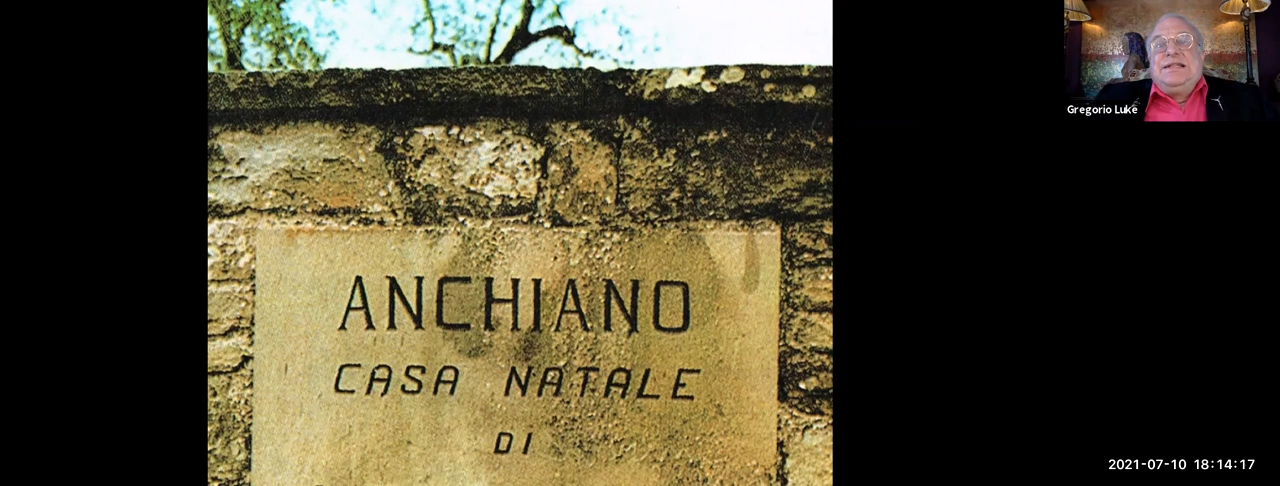 Gregorio Luke
ANCHIANO
CASA NATALE
DI
2021-07-10 18:14:17